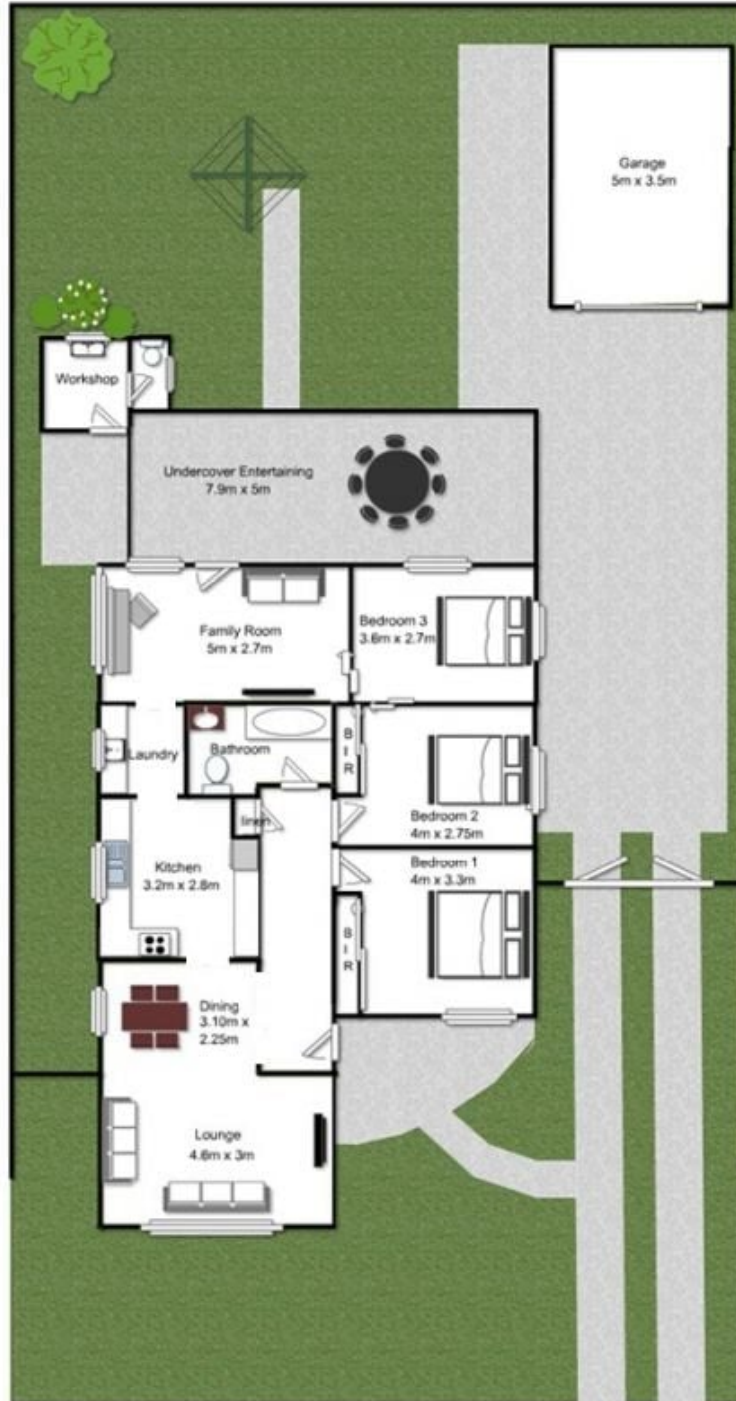 Garage
5m x 3.5m
Workshop
Undercover Entertaining
7.9m x 5m
Family Room
5m x 2.7m
Bedroom 3
3.6m x 2.7m
Laundry
Bathroom
B
I
R
Bedroom 2
4m x 2.75m
linen
Kitchen
3.2m x 2.8m
Bedroom 1
4m x 3.3m
B
I
R
Dining
3.10m x
2.25m
Lounge
4.6m x 3m